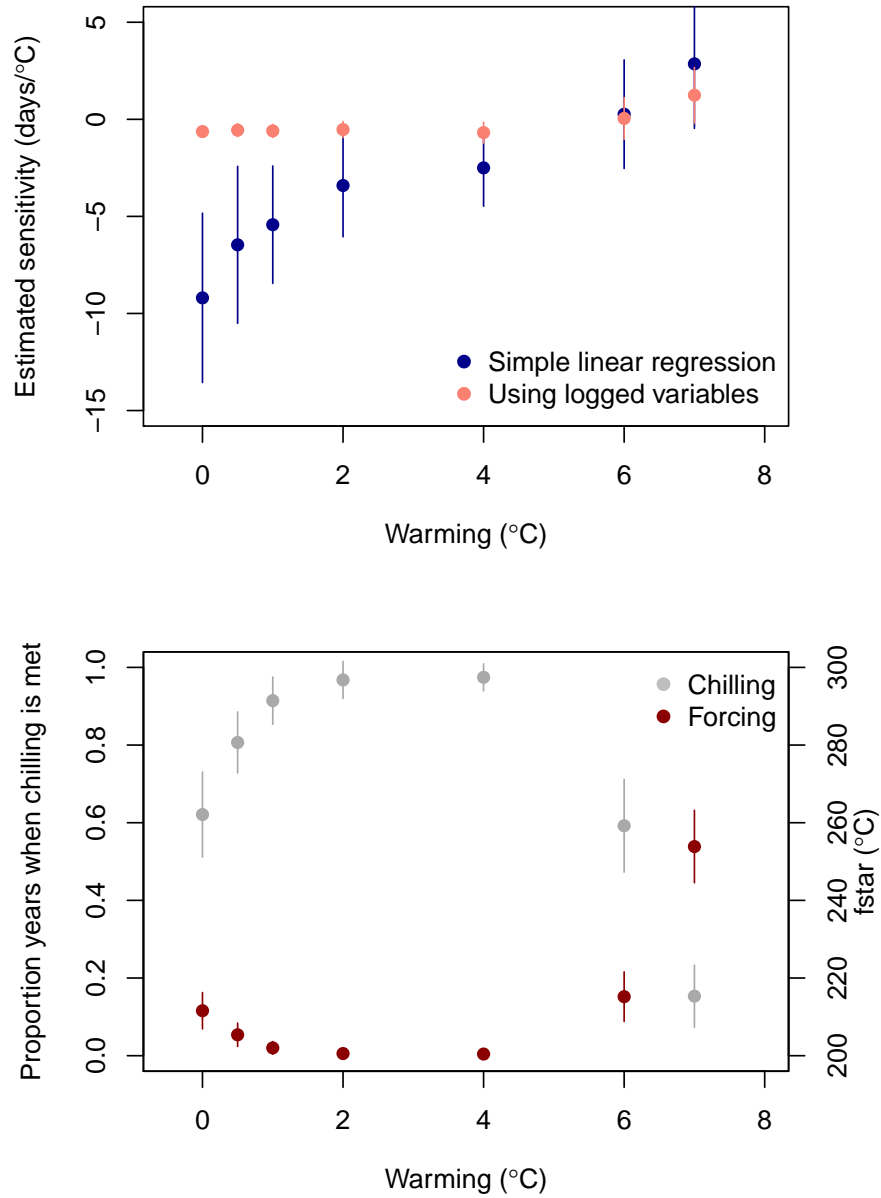 Estimated sensitivity (days/°C)
5
0
−5
−10
−15
Simple linear regression
Using logged variables
0 2 4 6 8
Warming (°C)
Proportion years when chilling is met
1.0
0.8
0.6
0.4
0.2
0.0
Chilling
Forcing
300
280
260
240
220
200
fstar (°C)
0 2 4 6 8
Warming (°C)